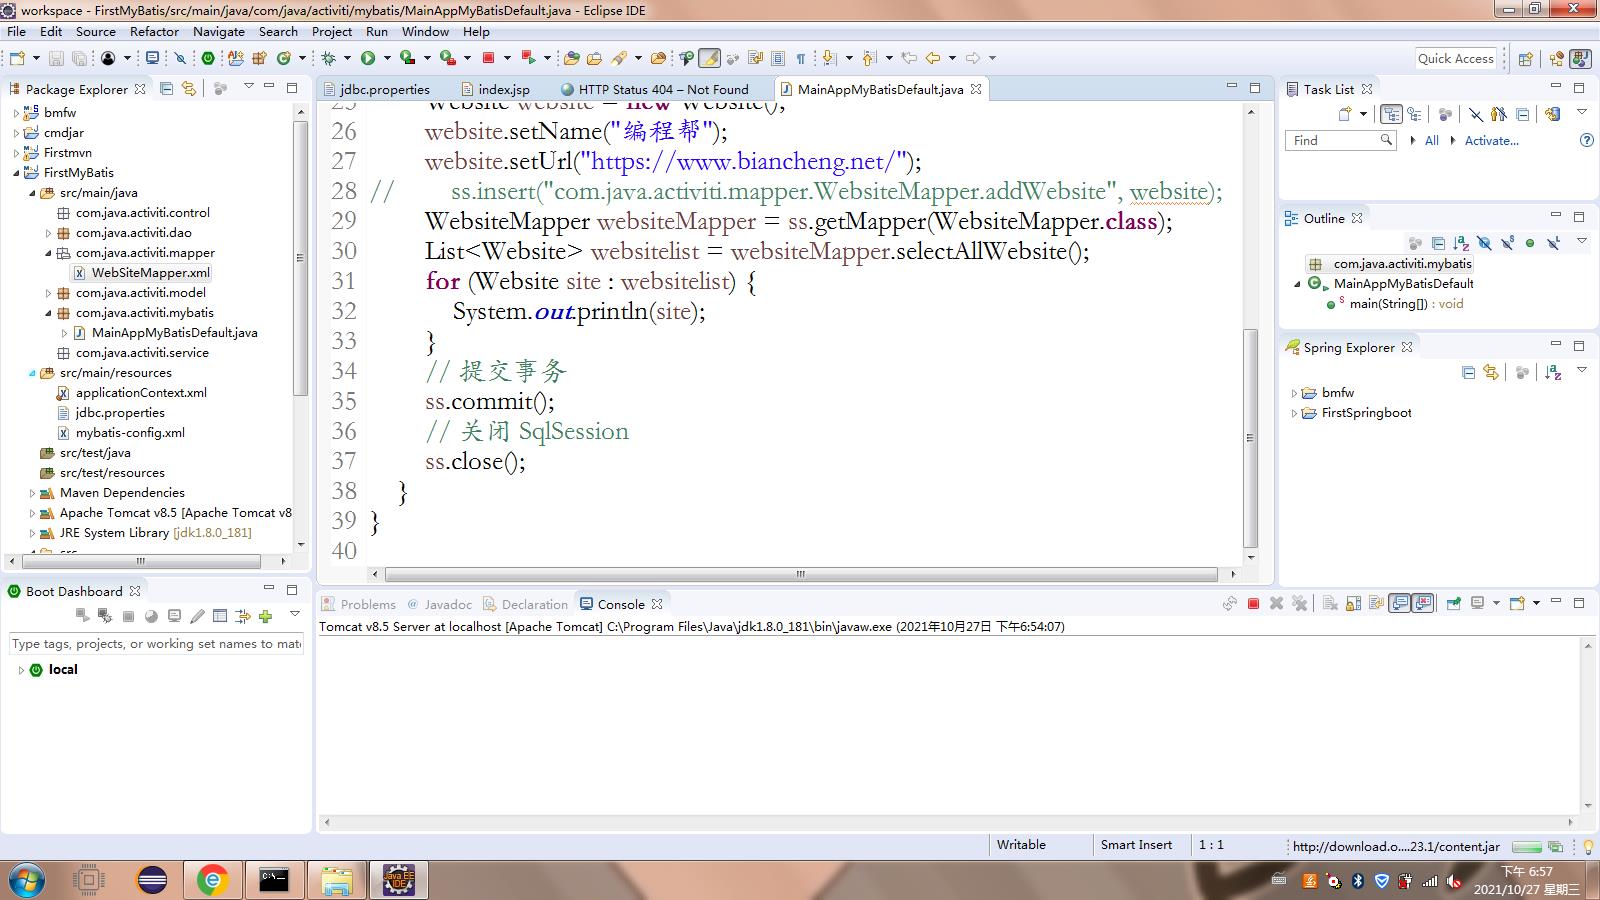 workspace - FirstMyBatis/src/main/java/com/java/activiti/mybatis/MainAppMyBatisDefault.java - Eclipse IDE
File Edit Source Refactor Navigate Search Project Run Window Help
Quick Access
Package Explorer
bmfw
cmdjar
Firstmvn
FirstMyBatis
src/main/java
com.java.activiti.control
com.java.activiti.dao
com.java.activiti.mapper
WebSiteMapper.xml
com.java.activiti.model
com.java.activiti.mybatis
MainAppMyBatisDefault.java
com.java.activiti.service
src/main/resources
applicationContext.xml
jdbc.properties
mybatis-config.xml
src/test/java
src/test/resources
Maven Dependencies
Apache Tomcat v8.5 [Apache Tomcat v8
JRE System Library [jdk1.8.0_181]
src
Boot Dashboard
Type tags, projects, or working set names to mat
local
jdbc.properties index.jsp HTTP Status 404 – Not Found MainAppMyBatisDefault.java
25 Website website = new Website();
26 website.setName("编程帮");
27 website.setUrl("https://www.biancheng.net/");
28 // ss.insert("com.java.activiti.mapper.WebsiteMapper.addWebsite", website);
29 WebsiteMapper websiteMapper = ss.getMapper(WebsiteMapper.class);
30 List<Website> websitelist = websiteMapper.selectAllWebsite();
31 for (Website site : websitelist) {
32 System.out.println(site);
33 }
34 // 提交事务
35 ss.commit();
36 // 关闭 SqlSession
37 ss.close();
38 }
39 }
40
Problems @ Javadoc Declaration Console
Tomcat v8.5 Server at localhost [Apache Tomcat] C:\Program Files\Java\jdk1.8.0_181\bin\javaw.exe (2021年10月27日 下午6:54:07)
Task List
Find All Activate...
Outline
com.java.activiti.mybatis
MainAppMyBatisDefault
main(String[]) : void
Spring Explorer
bmfw
FirstSpringboot
Writable Smart Insert 1 : 1 http://download.o....23.1/content.jar
C:\.
Java EE
IDE
下午 6:57
2021/10/27 星期三